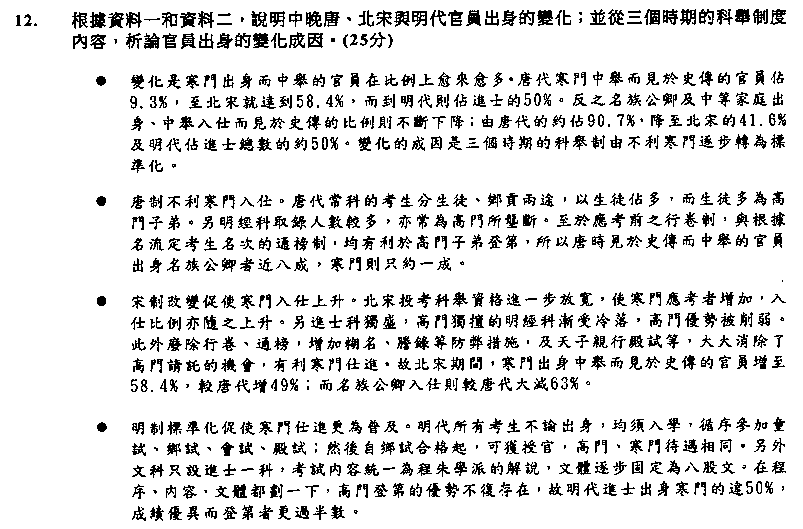 12. 根據資料一和資料二，說明中晚唐、北宋與明代官員出身的變化；並從三個時期的科舉制度
內容，析論官員出身的變化成因。(25分)
● 變化是寒門出身而中舉的官員在比例上愈來愈多。唐代寒門中舉而見於史傳的官員佔
9.3%，至北宋就達到58.4%，而到明代則佔進士的50%。反之名族公卿及中等家庭出
身、中舉入仕而見於史傳的比例則不斷下降；由唐代的約佔90.7%，降至北宋的41.6%
及明代佔進士總數的約50%。變化的成因是三個時期的科舉制由不利寒門逐步轉為標
準化。
● 唐制不利寒門入仕。唐代常科的考生分生徒、鄉貢兩途，以生徒佔多，而生徒多為高
門子弟。另明經科取錄人數較多，亦常為高門所壟斷。至於應考前之行卷制，與根據
名流定考生名次的通榜制，均有利於高門子弟登第，所以唐時見於史傳而中舉的官員
出身名族公卿者近八成，寒門則只約一成。
● 宋制改變促使寒門入仕上升。北宋投考科舉資格進一步放寬，使寒門應考者增加，入
仕比例亦隨之上升。另進士科獨盛，高門獨擅的明經科漸受冷落，高門優勢被削弱。
此外廢除行卷、通榜，增加糊名、謄錄等防弊措施，及天子親行殿試等，大大消除了
高門請託的機會，有利寒門仕進。故北宋期間，寒門出身中舉而見於史傳的官員增至
58.4%，較唐代增49%；而名族公卿入仕則較唐代大減63%。
● 明制標準化促使寒門仕進更為普及。明代所有考生不論出身，均須入學，循序參加童
試、鄉試、會試、殿試；然後自鄉試合格起，可獲授官，高門、寒門待遇相同。另外
文科只設進士一科，考試內容統一為程朱學派的解說，文體逐步固定為八股文。在程
序、內容、文體都劃一下，高門登第的優勢不復存在，故明代進士出身寒門的達50%，
成績優異而登第者更過半數。